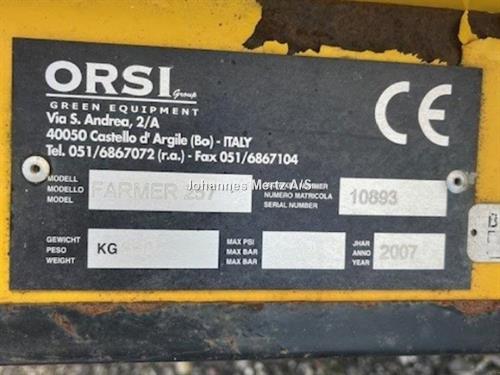 ORSI Group
GREEN EQUIPMENT
Via S. Andrea, 2/A
40050 Castello d' Argile (Bo) - ITALY
Tel. 051/6867072 (r.a.) - Fax 051/6867104
CE
Johannes Mertz A/S
MODELL
MODELLO
MODEL
FARMER 257
NUMERO MATRICOLA
SERIAL NUMBER
10893
GEWICHT
PESO
WEIGHT
KG
MAX PSI
MAX BAR
MAX BAR
JHAR
ANNO
YEAR
2007